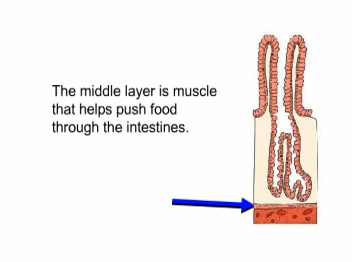 The middle layer is muscle
that helps push food
through the intestines.